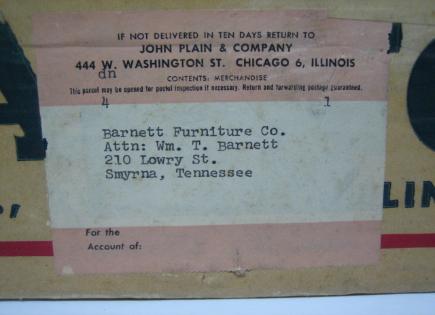 IF NOT DELIVERED IN TEN DAYS RETURN TO
JOHN PLAIN & COMPANY
444 W. WASHINGTON ST. CHICAGO 6, ILLINOIS
dn
CONTENTS: MERCHANDISE
This parcel may be opened for postal inspection if necessary. Return and forwarding postage guaranteed.
4 1
Barnett Furniture Co.
Attn: Wm. T. Barnett
210 Lowry St.
Smyrna, Tennessee
LIN
For the
Account of: